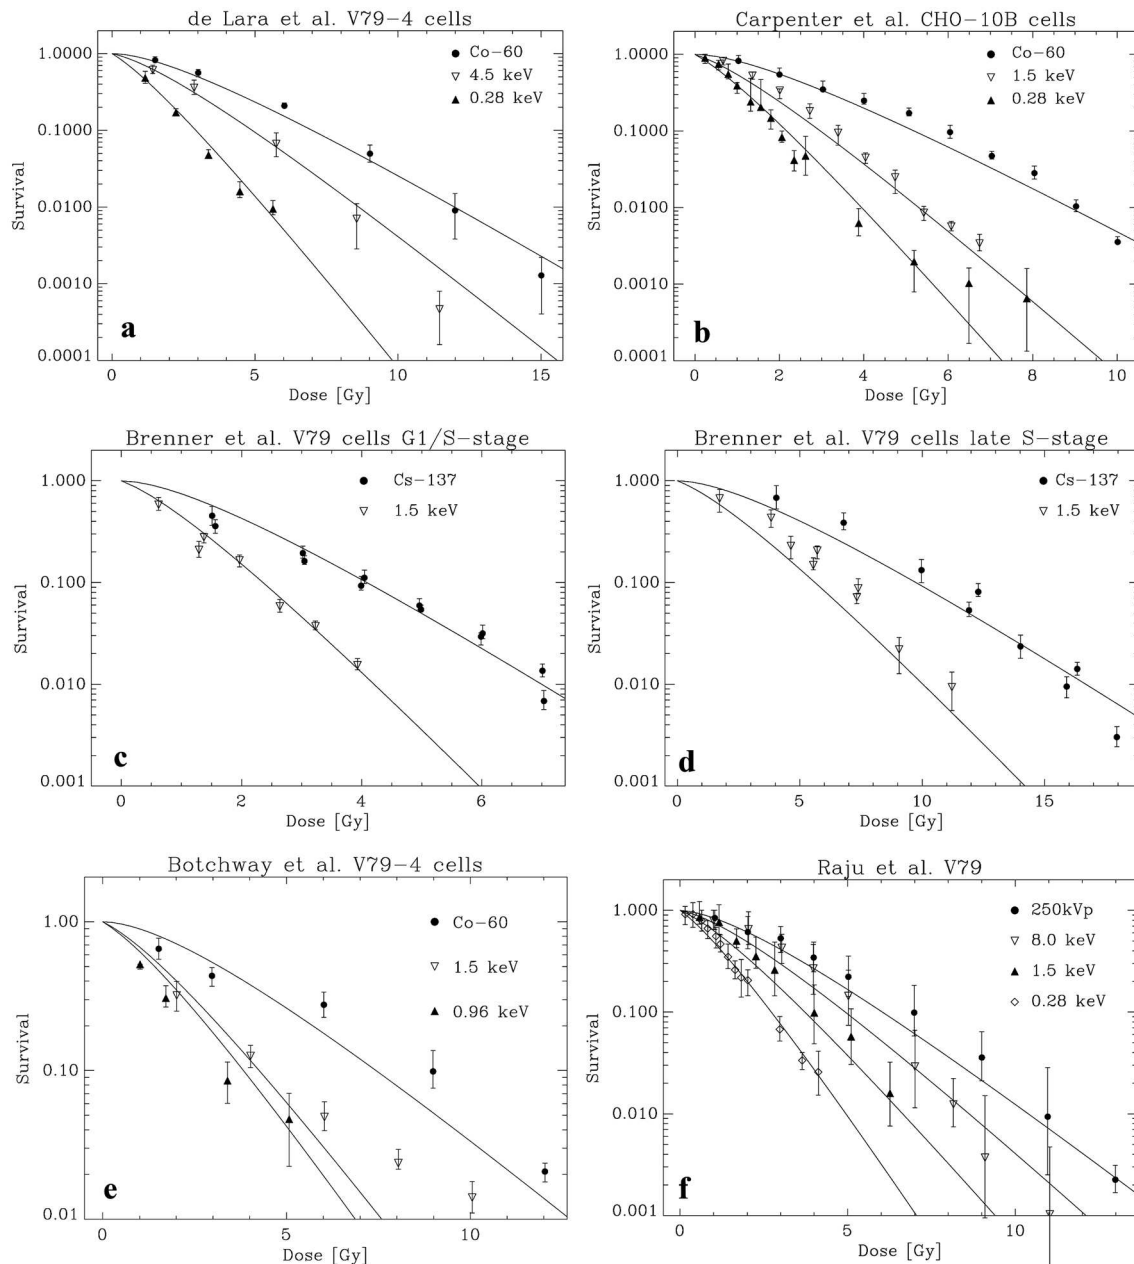 de Lara et al. V79−4 cells
Co−60
4.5 keV
0.28 keV
1.0000
0.1000
0.0100
0.0010
0.0001
Survival
a
0 5 10 15
Dose [Gy]
Carpenter et al. CHO−10B cells
Co−60
1.5 keV
0.28 keV
1.0000
0.1000
0.0100
0.0010
0.0001
Survival
b
0 2 4 6 8 10
Dose [Gy]
Brenner et al. V79 cells G1/S−stage
Cs−137
1.5 keV
1.000
0.100
0.010
0.001
Survival
c
0 2 4 6
Dose [Gy]
Brenner et al. V79 cells late S−stage
Cs−137
1.5 keV
1.000
0.100
0.010
0.001
Survival
d
0 5 10 15
Dose [Gy]
Botchway et al. V79−4 cells
Co−60
1.5 keV
0.96 keV
1.00
0.10
0.01
Survival
e
0 5 10
Dose [Gy]
Raju et al. V79
250kVp
8.0 keV
1.5 keV
0.28 keV
1.000
0.100
0.010
0.001
Survival
f
0 5 10
Dose [Gy]